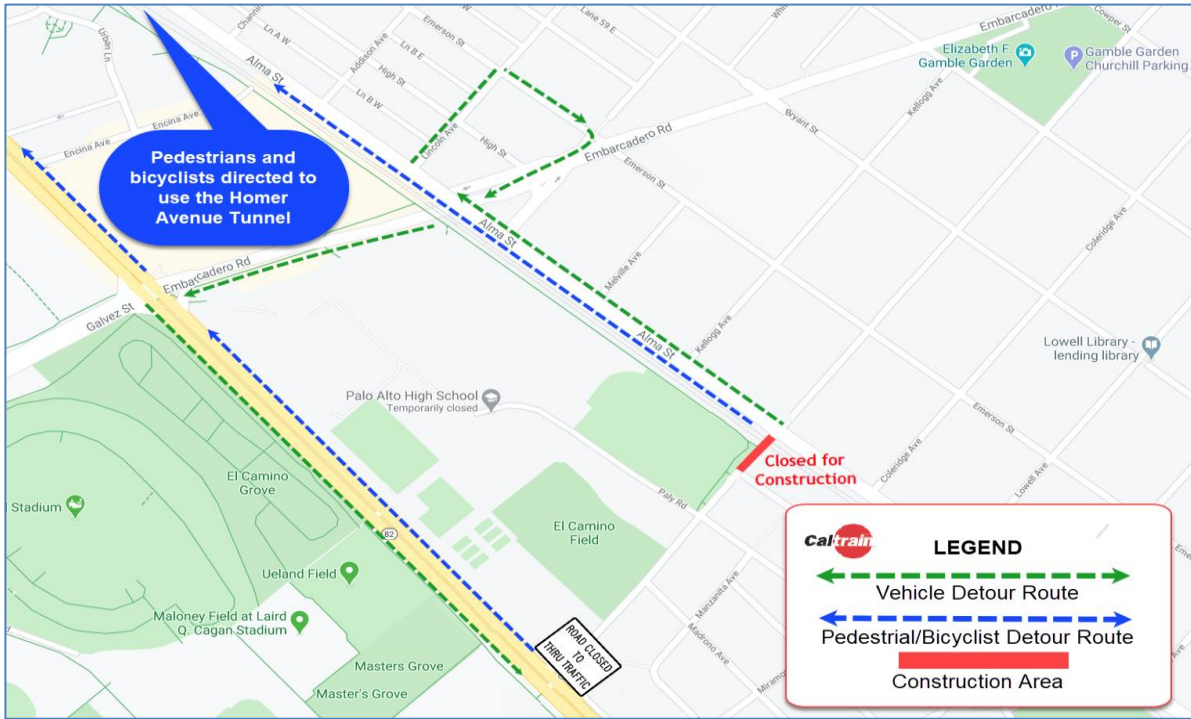 Urban Ln
Channing
Ln A W
Emerson St
Lane 59 E
Whi
Embarcadero Rd
Cowper St
Ln B E
Addison Ave
High St
Ln B W
Alma St
Elizabeth F.
Gamble Garden
Gamble Garden
Churchill Parking
Kellogg Ave
Encina Ave
Encina Ave
Lincoln Ave
High St
Embarcadero Rd
Bryant St
Pedestrians and
bicyclists directed to
use the Homer
Avenue Tunnel
Emerson St
Coleridge Ave
Alma St
Embarcadero Rd
Galvez St
Melville Ave
Alma St
Kellogg Ave
Lowell Library -
lending library
Palo Alto High School
Temporarily closed
Emerson St
Closed for
Construction
Coleridge Ave
Lowell Ave
El Camino
Grove
l Stadium
Paly Rd
El Camino
Field
82
Ueland Field
Maloney Field at Laird
Q. Cagan Stadium
Manzanita Ave
Madrono Ave
Miramo
Masters Grove
Master's Grove
ROAD CLOSED
TO
THRU TRAFFIC
Caltrain
LEGEND
Vehicle Detour Route
Pedestrial/Bicyclist Detour Route
Construction Area
Eme